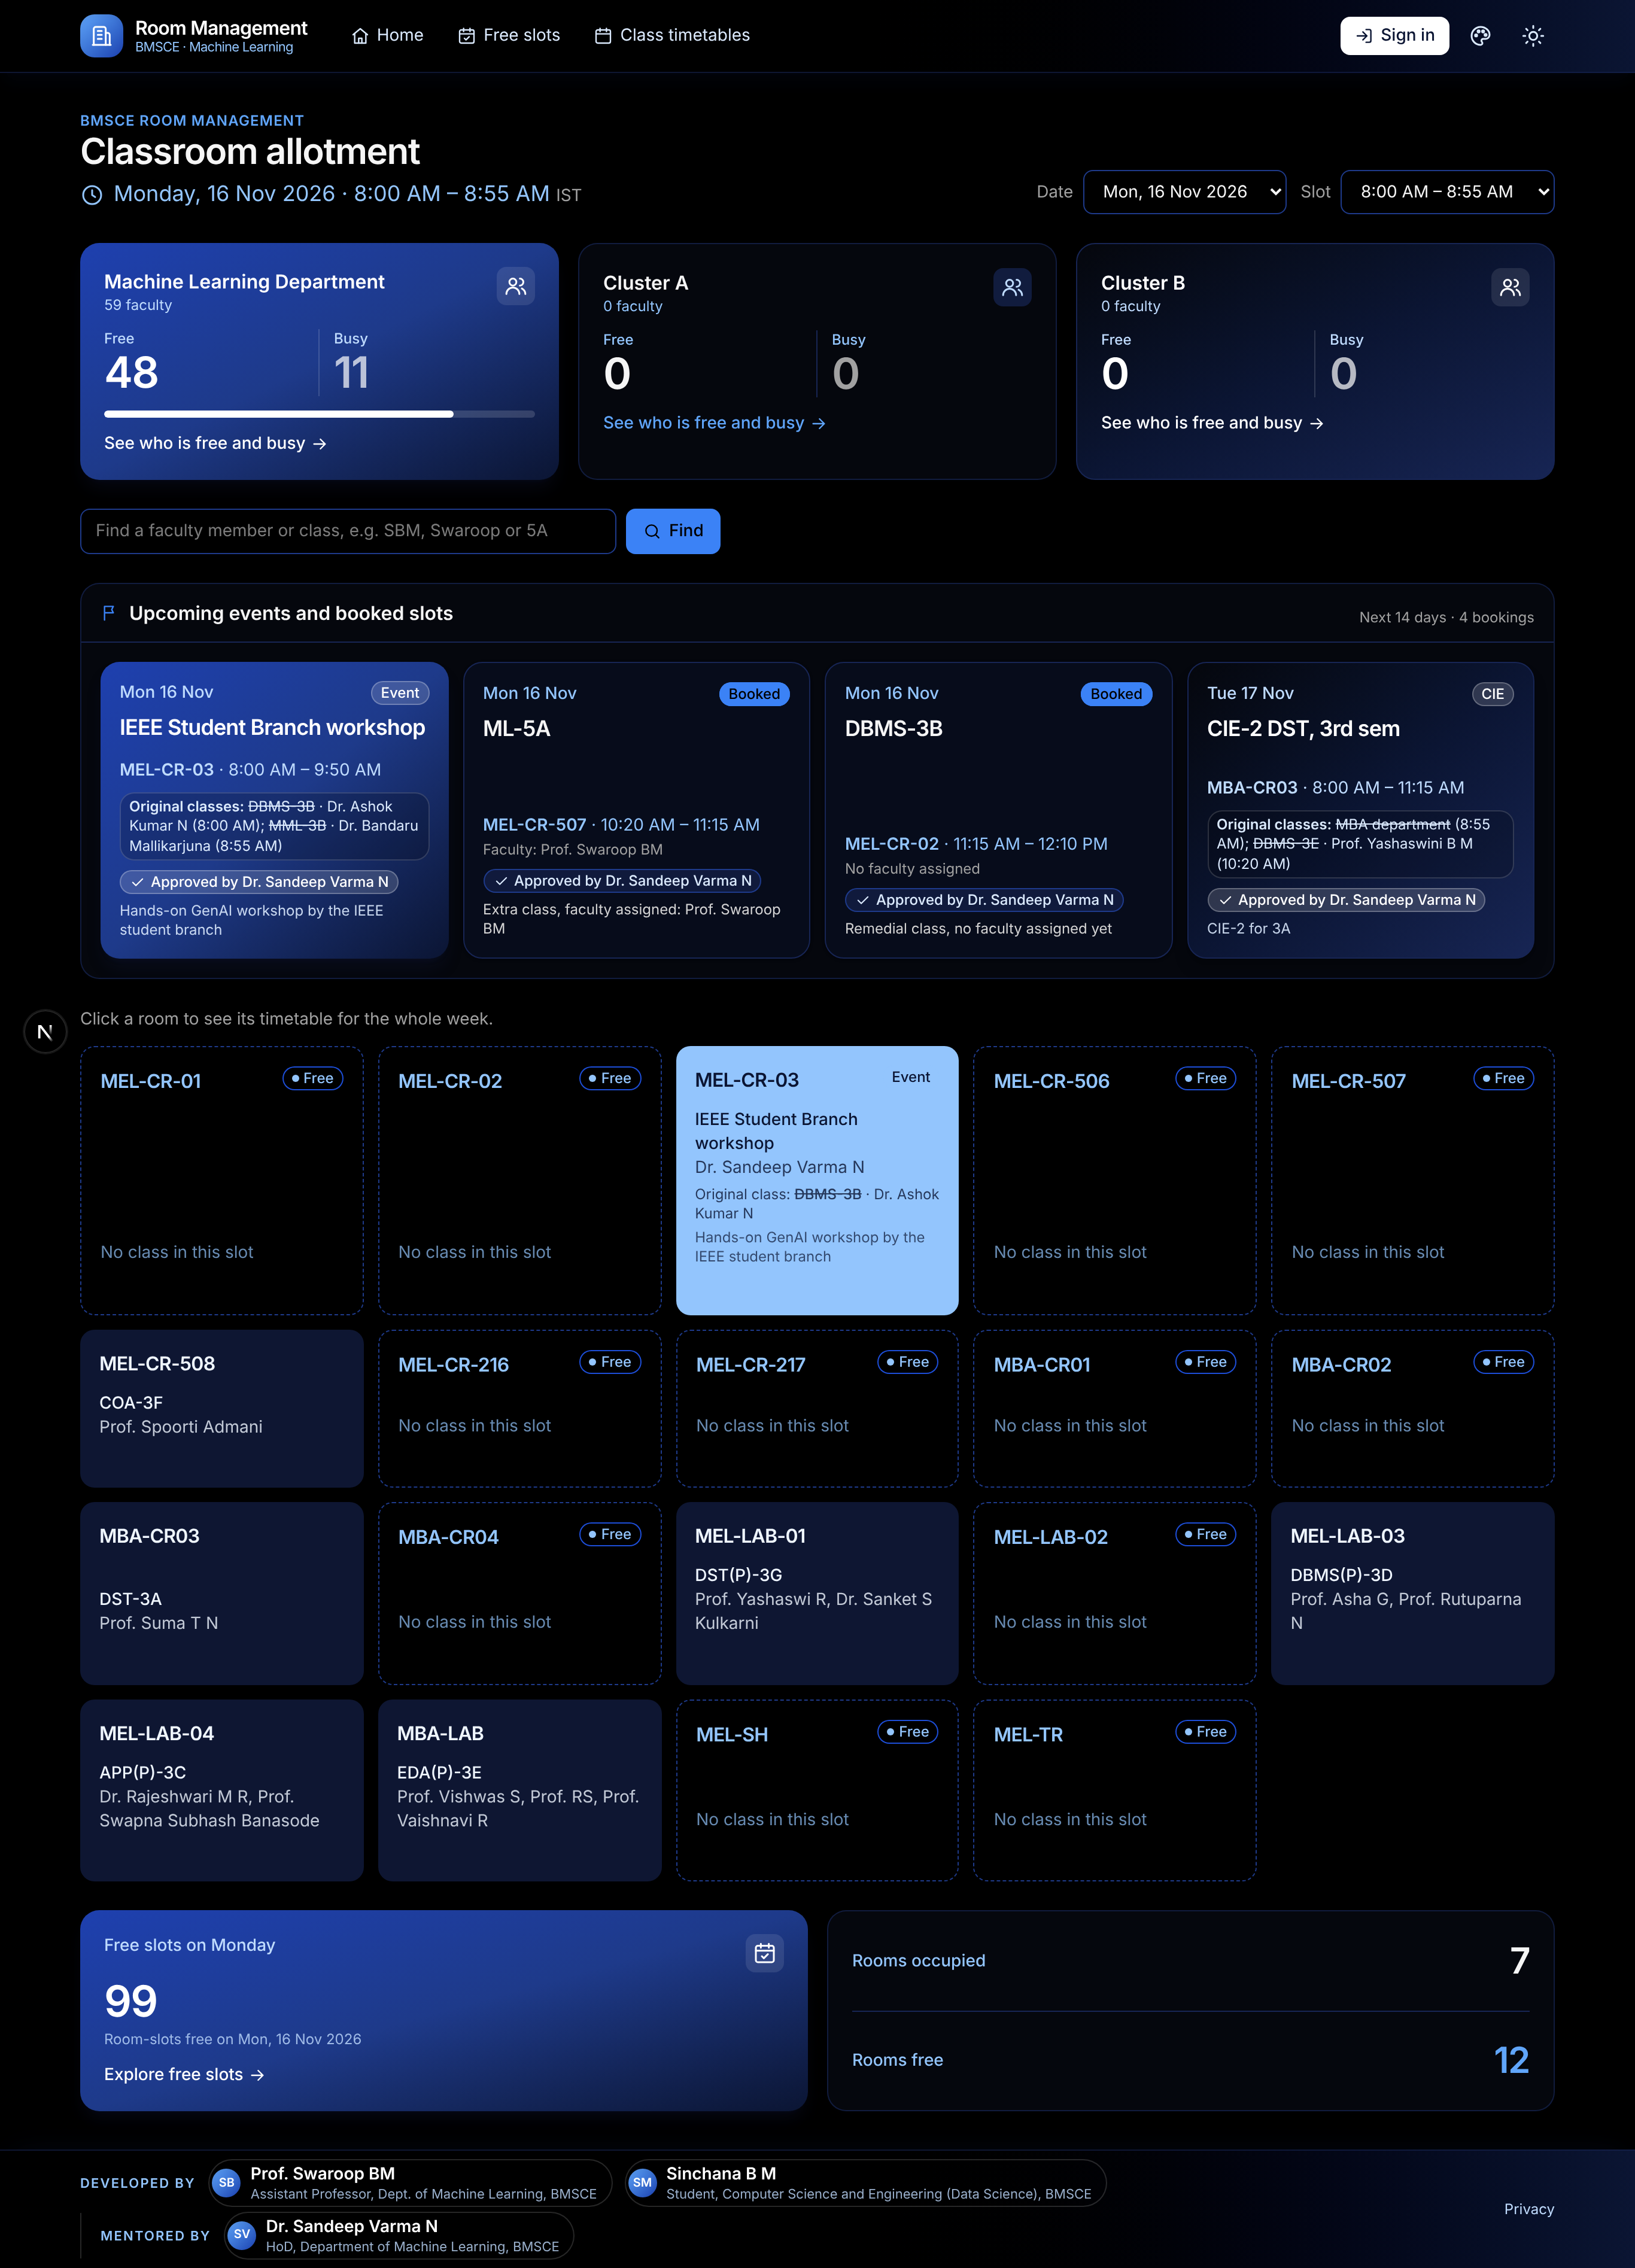 Room Management
BMSCE · Machine Learning
Home
Free slots
Class timetables
Sign in
BMSCE ROOM MANAGEMENT
Classroom allotment
Monday, 16 Nov 2026 · 8:00 AM – 8:55 AM IST
Date
Mon, 16 Nov 2026
Slot
8:00 AM – 8:55 AM
Machine Learning Department
59 faculty
Free
48
Busy
11
See who is free and busy →
Cluster A
0 faculty
Free
0
Busy
0
See who is free and busy →
Cluster B
0 faculty
Free
0
Busy
0
See who is free and busy →
Find a faculty member or class, e.g. SBM, Swaroop or 5A
Find
Upcoming events and booked slots
Next 14 days · 4 bookings
Mon 16 Nov
Event
IEEE Student Branch workshop
MEL-CR-03 · 8:00 AM – 9:50 AM
Original classes: DBMS-3B · Dr. Ashok
Kumar N (8:00 AM); MML-3B · Dr. Bandaru
Mallikarjuna (8:55 AM)
Approved by Dr. Sandeep Varma N
Hands-on GenAI workshop by the IEEE
student branch
Mon 16 Nov
Booked
ML-5A
MEL-CR-507 · 10:20 AM – 11:15 AM
Faculty: Prof. Swaroop BM
Approved by Dr. Sandeep Varma N
Extra class, faculty assigned: Prof. Swaroop
BM
Mon 16 Nov
Booked
DBMS-3B
MEL-CR-02 · 11:15 AM – 12:10 PM
No faculty assigned
Approved by Dr. Sandeep Varma N
Remedial class, no faculty assigned yet
Tue 17 Nov
CIE
CIE-2 DST, 3rd sem
MBA-CR03 · 8:00 AM – 11:15 AM
Original classes: MBA department (8:55
AM); DBMS-3E · Prof. Yashaswini B M
(10:20 AM)
Approved by Dr. Sandeep Varma N
CIE-2 for 3A
N
Click a room to see its timetable for the whole week.
MEL-CR-01
Free
No class in this slot
MEL-CR-02
Free
No class in this slot
MEL-CR-03
Event
IEEE Student Branch
workshop
Dr. Sandeep Varma N
Original class: DBMS-3B · Dr. Ashok
Kumar N
Hands-on GenAI workshop by the
IEEE student branch
MEL-CR-506
Free
No class in this slot
MEL-CR-507
Free
No class in this slot
MEL-CR-508
COA-3F
Prof. Spoorti Admani
MEL-CR-216
Free
No class in this slot
MEL-CR-217
Free
No class in this slot
MBA-CR01
Free
No class in this slot
MBA-CR02
Free
No class in this slot
MBA-CR03
DST-3A
Prof. Suma T N
MBA-CR04
Free
No class in this slot
MEL-LAB-01
DST(P)-3G
Prof. Yashaswi R, Dr. Sanket S
Kulkarni
MEL-LAB-02
Free
No class in this slot
MEL-LAB-03
DBMS(P)-3D
Prof. Asha G, Prof. Rutuparna
N
MEL-LAB-04
APP(P)-3C
Dr. Rajeshwari M R, Prof.
Swapna Subhash Banasode
MBA-LAB
EDA(P)-3E
Prof. Vishwas S, Prof. RS, Prof.
Vaishnavi R
MEL-SH
Free
No class in this slot
MEL-TR
Free
No class in this slot
Free slots on Monday
99
Room-slots free on Mon, 16 Nov 2026
Explore free slots →
Rooms occupied
7
Rooms free
12
DEVELOPED BY
SB
Prof. Swaroop BM
Assistant Professor, Dept. of Machine Learning, BMSCE
SM
Sinchana B M
Student, Computer Science and Engineering (Data Science), BMSCE
MENTORED BY
SV
Dr. Sandeep Varma N
HoD, Department of Machine Learning, BMSCE
Privacy